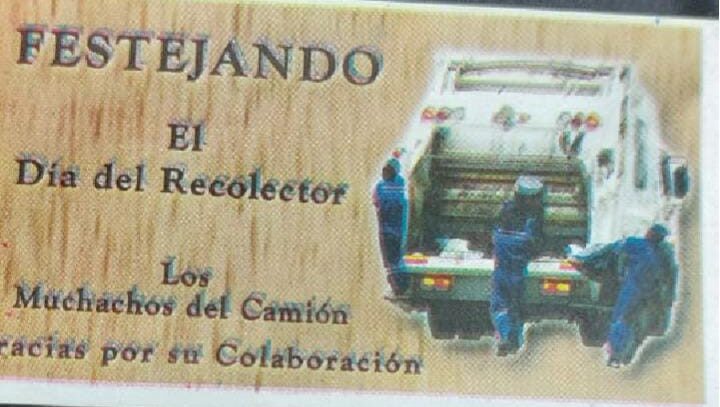 FESTEJANDO
El
Día del Recolector
Los
Muchachos del Camión
racias por su Colaboración